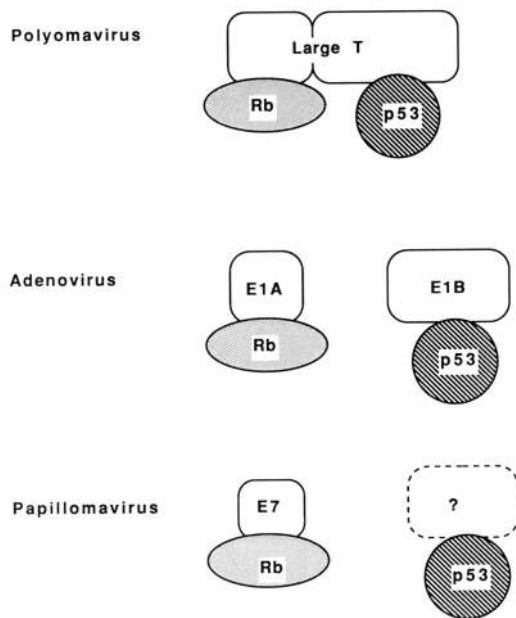 Polyomavirus
Large T
Rb
p53
Adenovirus
E1A
E1B
Rb
p53
Papillomavirus
E7
?
Rb
p53